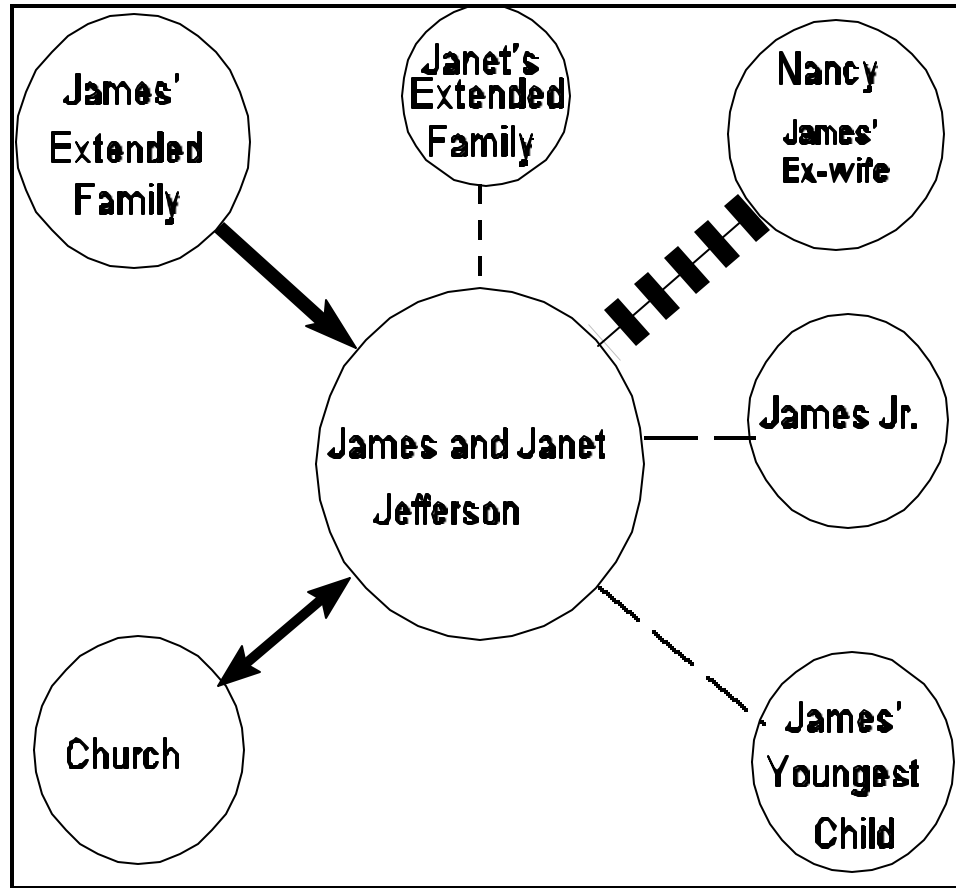 James'
Extended
Family
Janet's
Extended
Family
Nancy
James'
Ex-wife
James Jr.
James and Janet
Jefferson
Church
James'
Youngest
Child